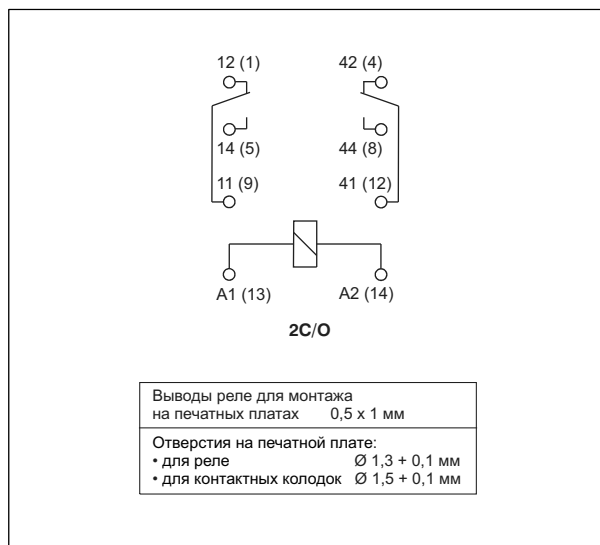 12 (1) 42 (4)
14 (5) 44 (8)
11 (9) 41 (12)
A1 (13) A2 (14)
2C/O
Выводы реле для монтажа
на печатных платах 0,5 x 1 мм
Отверстия на печатной плате:
• для реле Ø 1,3 + 0,1 мм
• для контактных колодок Ø 1,5 + 0,1 мм